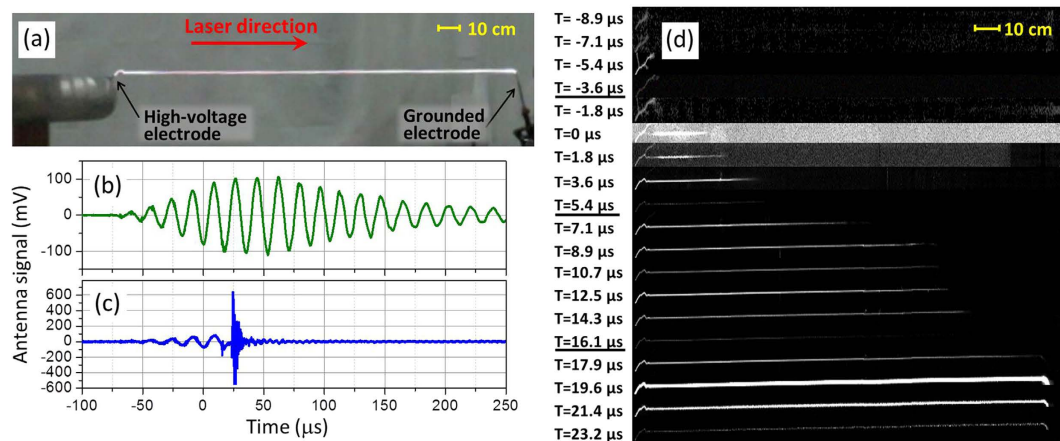 (a)
Laser direction
10 cm
High-voltage
electrode
Grounded
electrode
(b)
100
0
-100
Antenna signal (mV)
(c)
600
400
200
0
-200
-400
-600
-100 -50 0 50 100 150 200 250
Time (µs)
(d)
10 cm
T= -8.9 µs
T= -7.1 µs
T= -5.4 µs
T= -3.6 µs
T= -1.8 µs
T=0 µs
T=1.8 µs
T=3.6 µs
T=5.4 µs
T=7.1 µs
T=8.9 µs
T=10.7 µs
T=12.5 µs
T=14.3 µs
T=16.1 µs
T=17.9 µs
T=19.6 µs
T=21.4 µs
T=23.2 µs